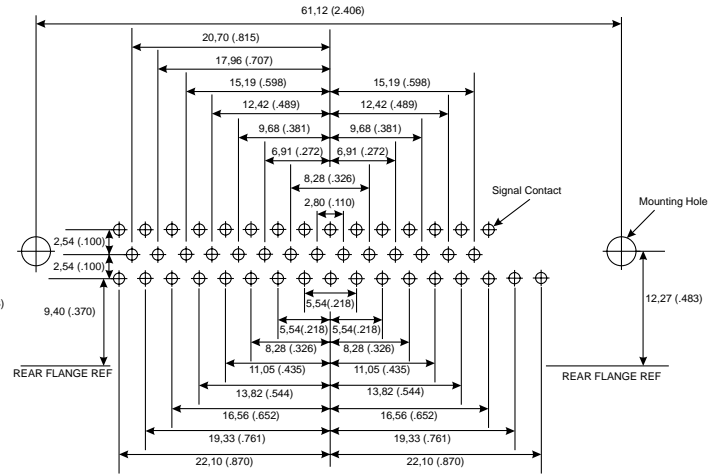 61,12 (2.406)
20,70 (.815)
17,96 (.707)
15,19 (.598) 15,19 (.598)
12,42 (.489) 12,42 (.489)
9,68 (.381) 9,68 (.381)
6,91 (.272) 6,91 (.272)
8,28 (.326)
Signal Contact
2,80 (.110)
Mounting Hole
2,54 (.100)
2,54 (.100)
5,54(.218)
9,40 (.370) 12,27 (.483)
5,54(.218) 5,54(.218)
8,28 (.326) 8,28 (.326)
11,05 (.435) 11,05 (.435)
REAR FLANGE REF REAR FLANGE REF
13,82 (.544) 13,82 (.544)
16,56 (.652) 16,56 (.652)
19,33 (.761) 19,33 (.761)
22,10 (.870) 22,10 (.870)